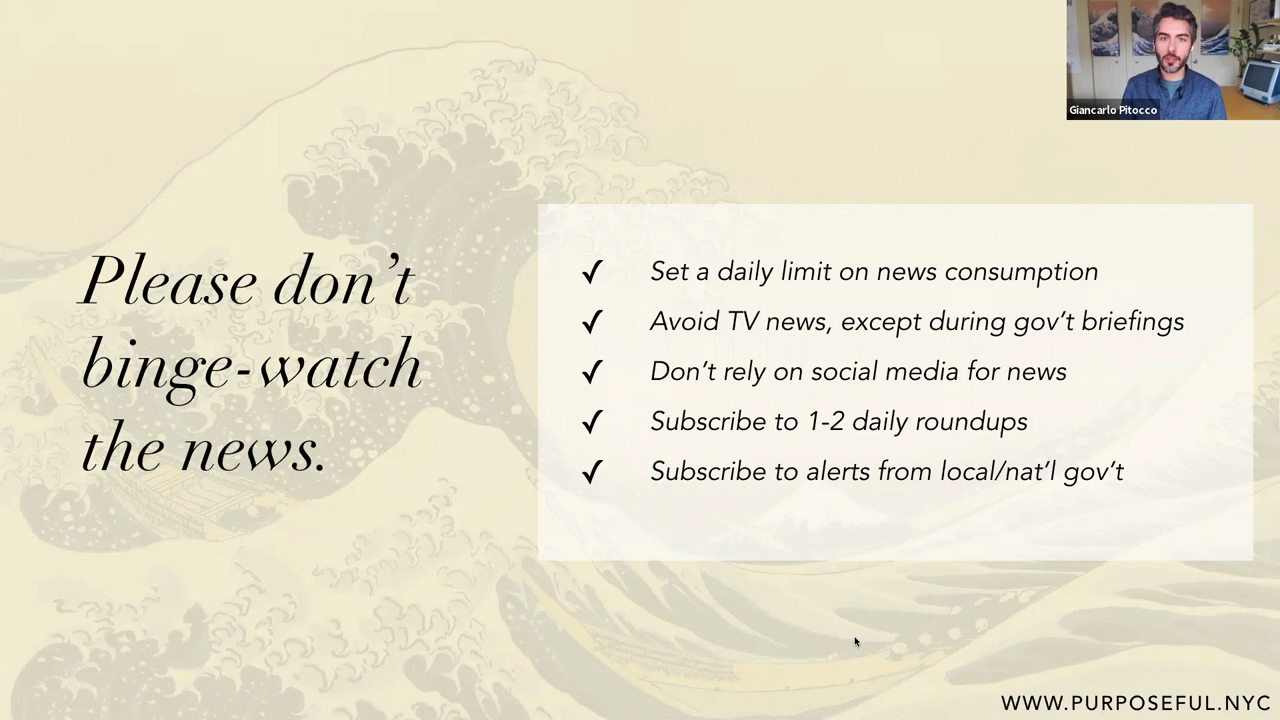 Giancarlo Pitocco
Please don’t
binge-watch
the news.
✓ Set a daily limit on news consumption
✓ Avoid TV news, except during gov’t briefings
✓ Don’t rely on social media for news
✓ Subscribe to 1-2 daily roundups
✓ Subscribe to alerts from local/nat’l gov’t
WWW.PURPOSEFUL.NYC